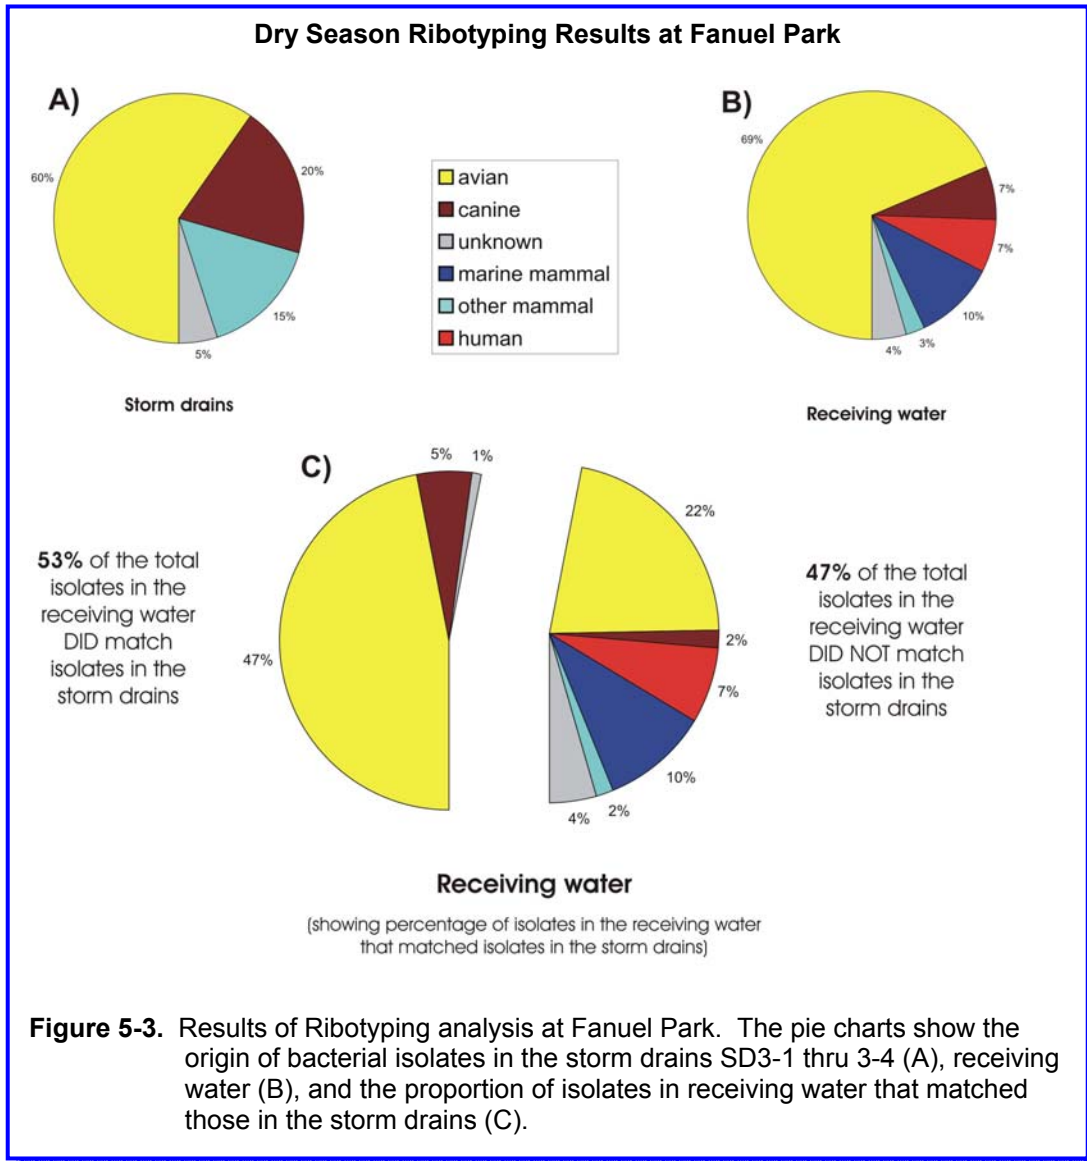 Dry Season Ribotyping Results at Fanuel Park
A)
60%
20%
15%
5%
Storm drains
avian
canine
unknown
marine mammal
other mammal
human
B)
69%
7%
7%
10%
3%
4%
Receiving water
C)
53% of the total
isolates in the
receiving water
DID match
isolates in the
storm drains
5%
1%
47%
22%
2%
7%
10%
2%
4%
47% of the total
isolates in the
receiving water
DID NOT match
isolates in the
storm drains
Receiving water
(showing percentage of isolates in the receiving water
that matched isolates in the storm drains)
Figure 5-3. Results of Ribotyping analysis at Fanuel Park. The pie charts show the
origin of bacterial isolates in the storm drains SD3-1 thru 3-4 (A), receiving
water (B), and the proportion of isolates in receiving water that matched
those in the storm drains (C).